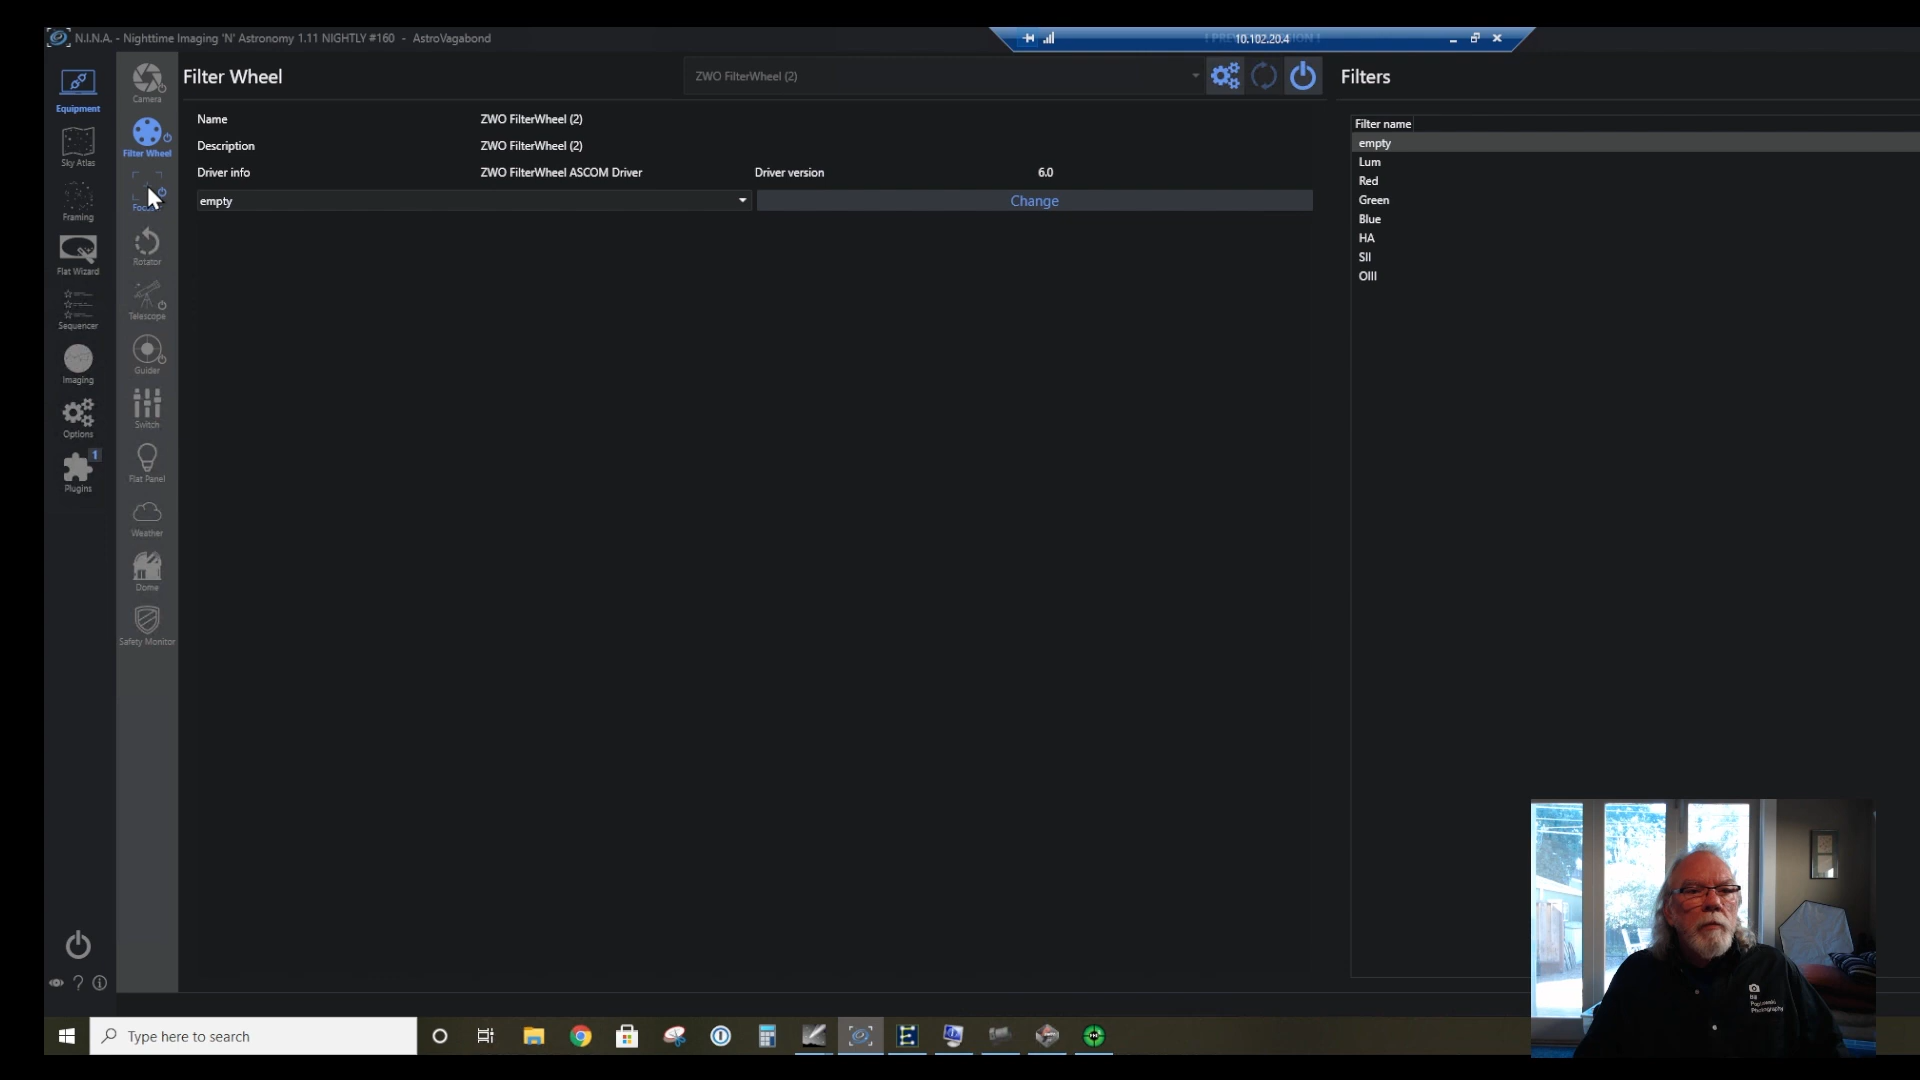 N.I.N.A. - Nighttime Imaging 'N' Astronomy 1.11 NIGHTLY #160 - AstroVagabond
10.102.20.4
Equipment
Sky Atlas
Framing
Flat Wizard
Sequencer
Imaging
Options
1
Plugins
Camera
Filter Wheel
Rotator
Telescope
Guider
Switch
Flat Panel
Weather
Dome
Safety Monitor
Filter Wheel
ZWO FilterWheel (2)
Name ZWO FilterWheel (2)
Description ZWO FilterWheel (2)
Driver info ZWO FilterWheel ASCOM Driver Driver version 6.0
empty Change
Filters
Filter name
empty
Lum
Red
Green
Blue
HA
SII
OIII
Photography
Type here to search